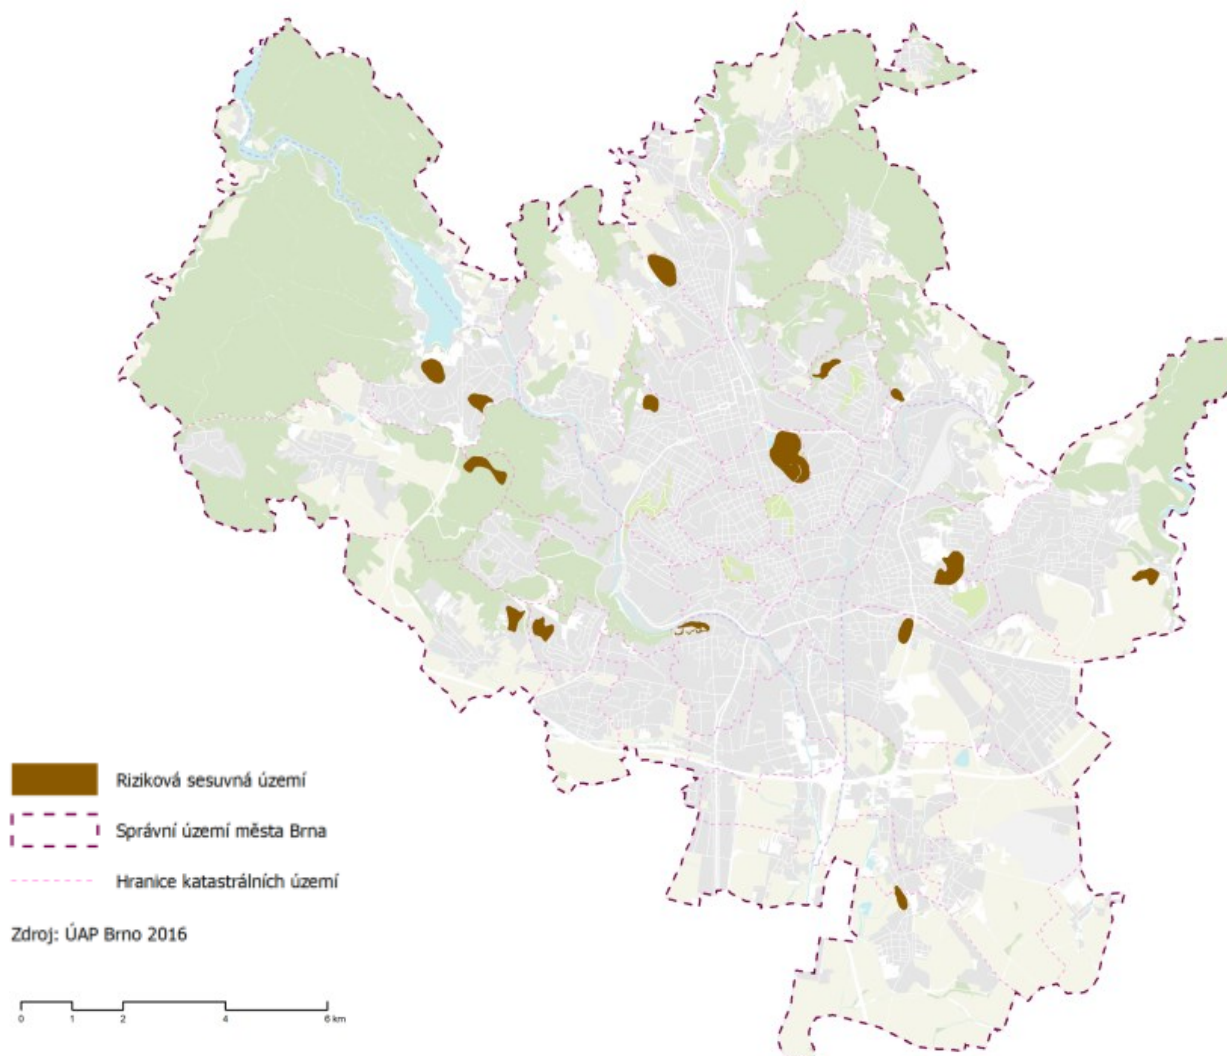 Riziková sesuvná území
Správní území města Brna
Hranice katastrálních území
Zdroj: ÚAP Brno 2016
0 1 2 4 6 km